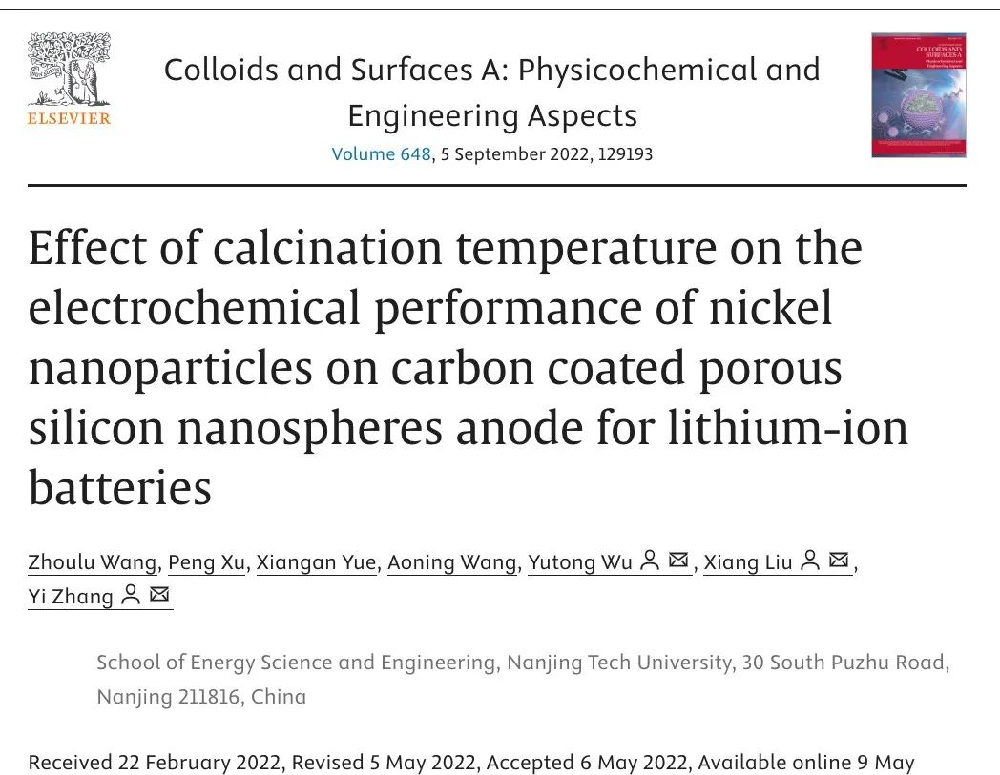 ELSEVIER
Colloids and Surfaces A: Physicochemical and
Engineering Aspects
Volume 648, 5 September 2022, 129193
COLLOIDS AND
SURFACES A
Effect of calcination temperature on the
electrochemical performance of nickel
nanoparticles on carbon coated porous
silicon nanospheres anode for lithium-ion
batteries
Zhoulu Wang, Peng Xu, Xiangan Yue, Aoning Wang, Yutong Wu, Xiang Liu,
Yi Zhang
School of Energy Science and Engineering, Nanjing Tech University, 30 South Puzhu Road,
Nanjing 211816, China
Received 22 February 2022, Revised 5 May 2022, Accepted 6 May 2022, Available online 9 May